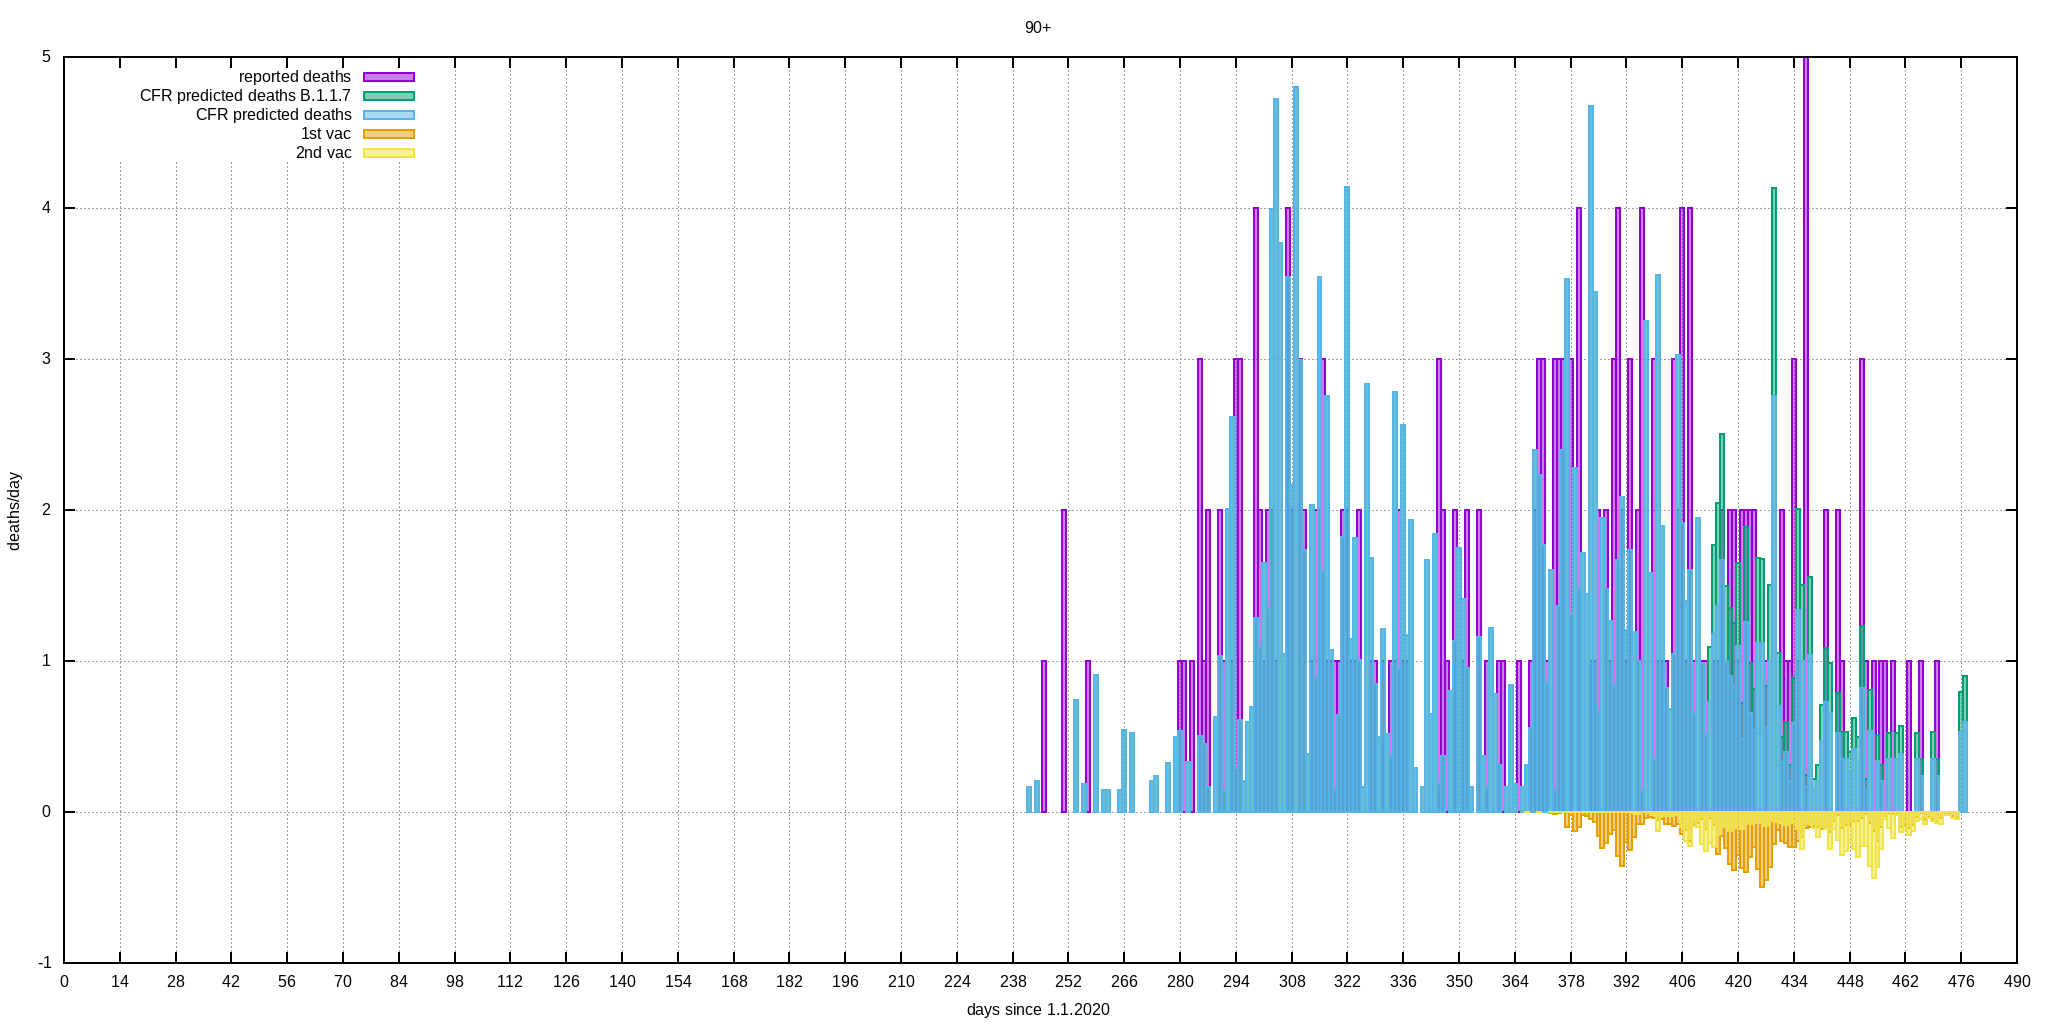 90+
5
reported deaths
CFR predicted deaths B.1.1.7
CFR predicted deaths
1st vac
2nd vac
4
3
deaths/day
2
1
0
-1
0 14 28 42 56 70 84 98 112 126 140 154 168 182 196 210 224 238 252 266 280 294 308 322 336 350 364 378 392 406 420 434 448 462 476 490
days since 1.1.2020